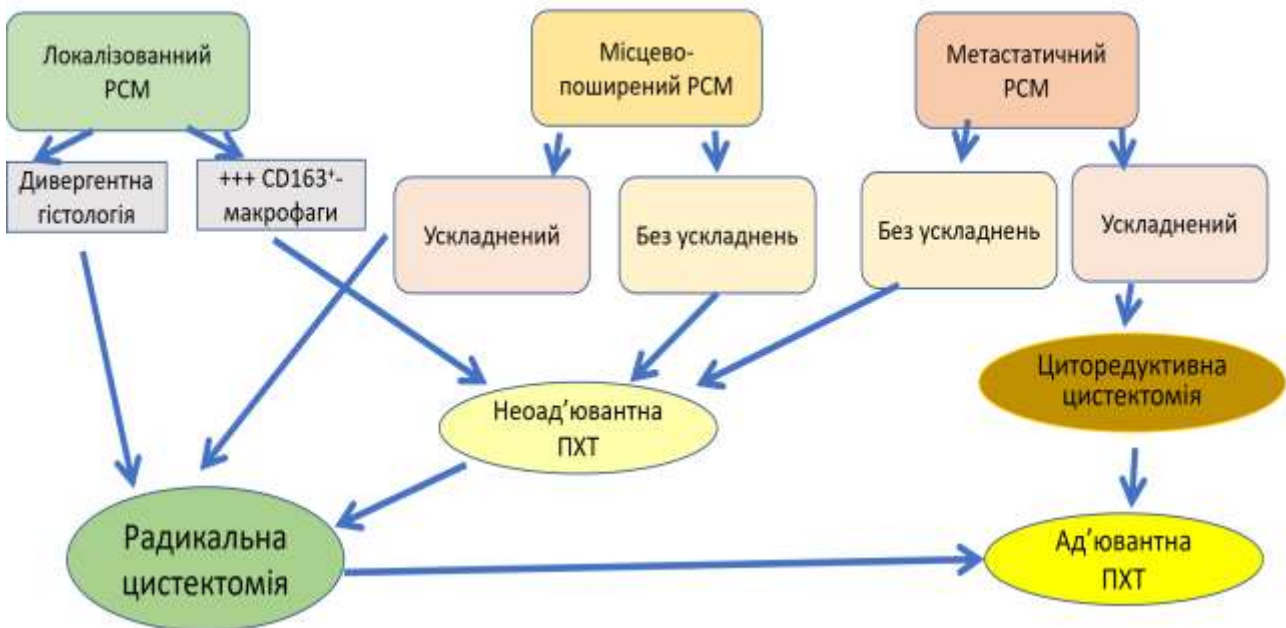 Локалізованний
РСМ
Місцево-
поширений РСМ
Метастатичний
РСМ
Дивергентна
гістологія
+++ CD163⁺-
макрофаги
Ускладнений
Без ускладнень
Без ускладнень
Ускладнений
Циторедуктивна
цистектомія
Неоад'ювантна
ПХТ
Радикальна
цистектомія
Ад'ювантна
ПХТ